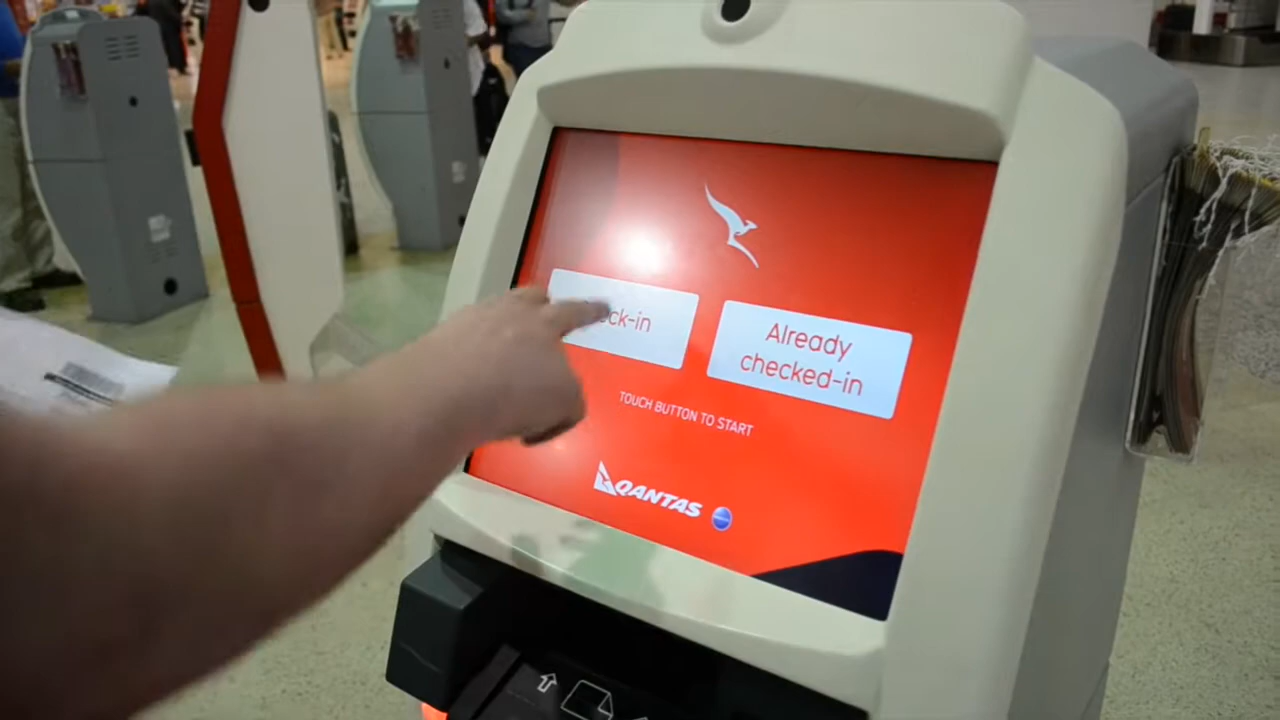 ck-in
Already
checked-in
TOUCH BUTTON TO START
QANTAS